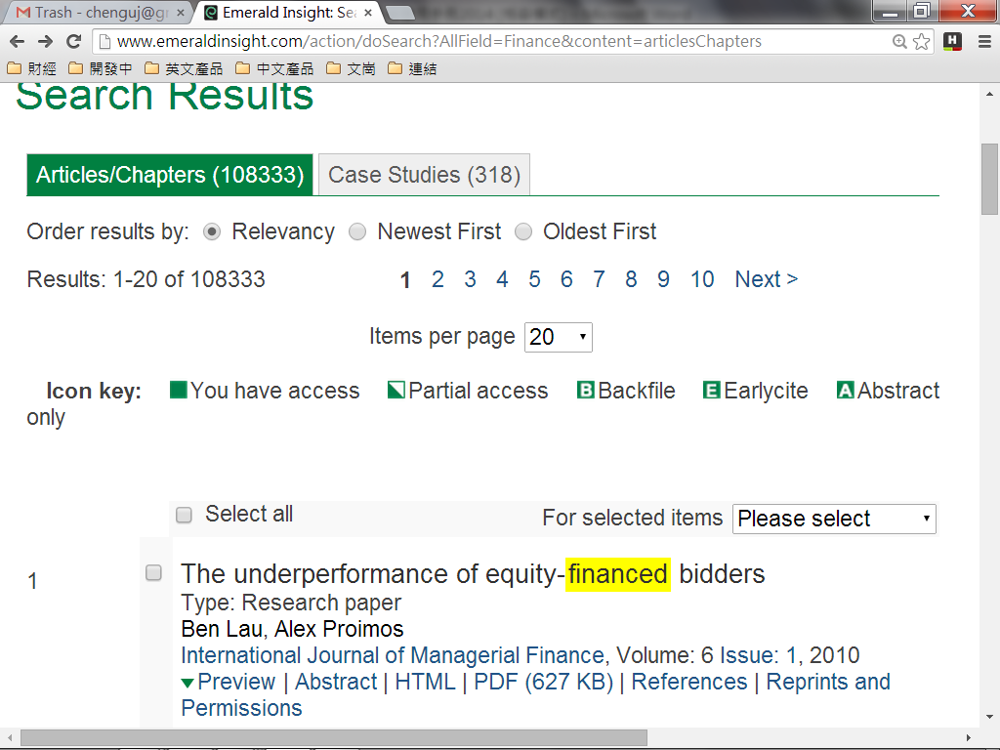 Trash - chenguj@g
Emerald Insight: Se
www.emeraldinsight.com/action/doSearch?AllField=Finance&content=articlesChapters
財經 開發中 英文產品 中文產品 文崗 連結
Search Results
Articles/Chapters (108333) Case Studies (318)
Order results by: Relevancy Newest First Oldest First
Results: 1-20 of 108333 1 2 3 4 5 6 7 8 9 10 Next >
Items per page 20
Icon key: You have access Partial access B Backfile E Earlycite A Abstract
only
Select all For selected items Please select
1 The underperformance of equity-financed bidders
Type: Research paper
Ben Lau, Alex Proimos
International Journal of Managerial Finance, Volume: 6 Issue: 1, 2010
Preview | Abstract | HTML | PDF (627 KB) | References | Reprints and
Permissions